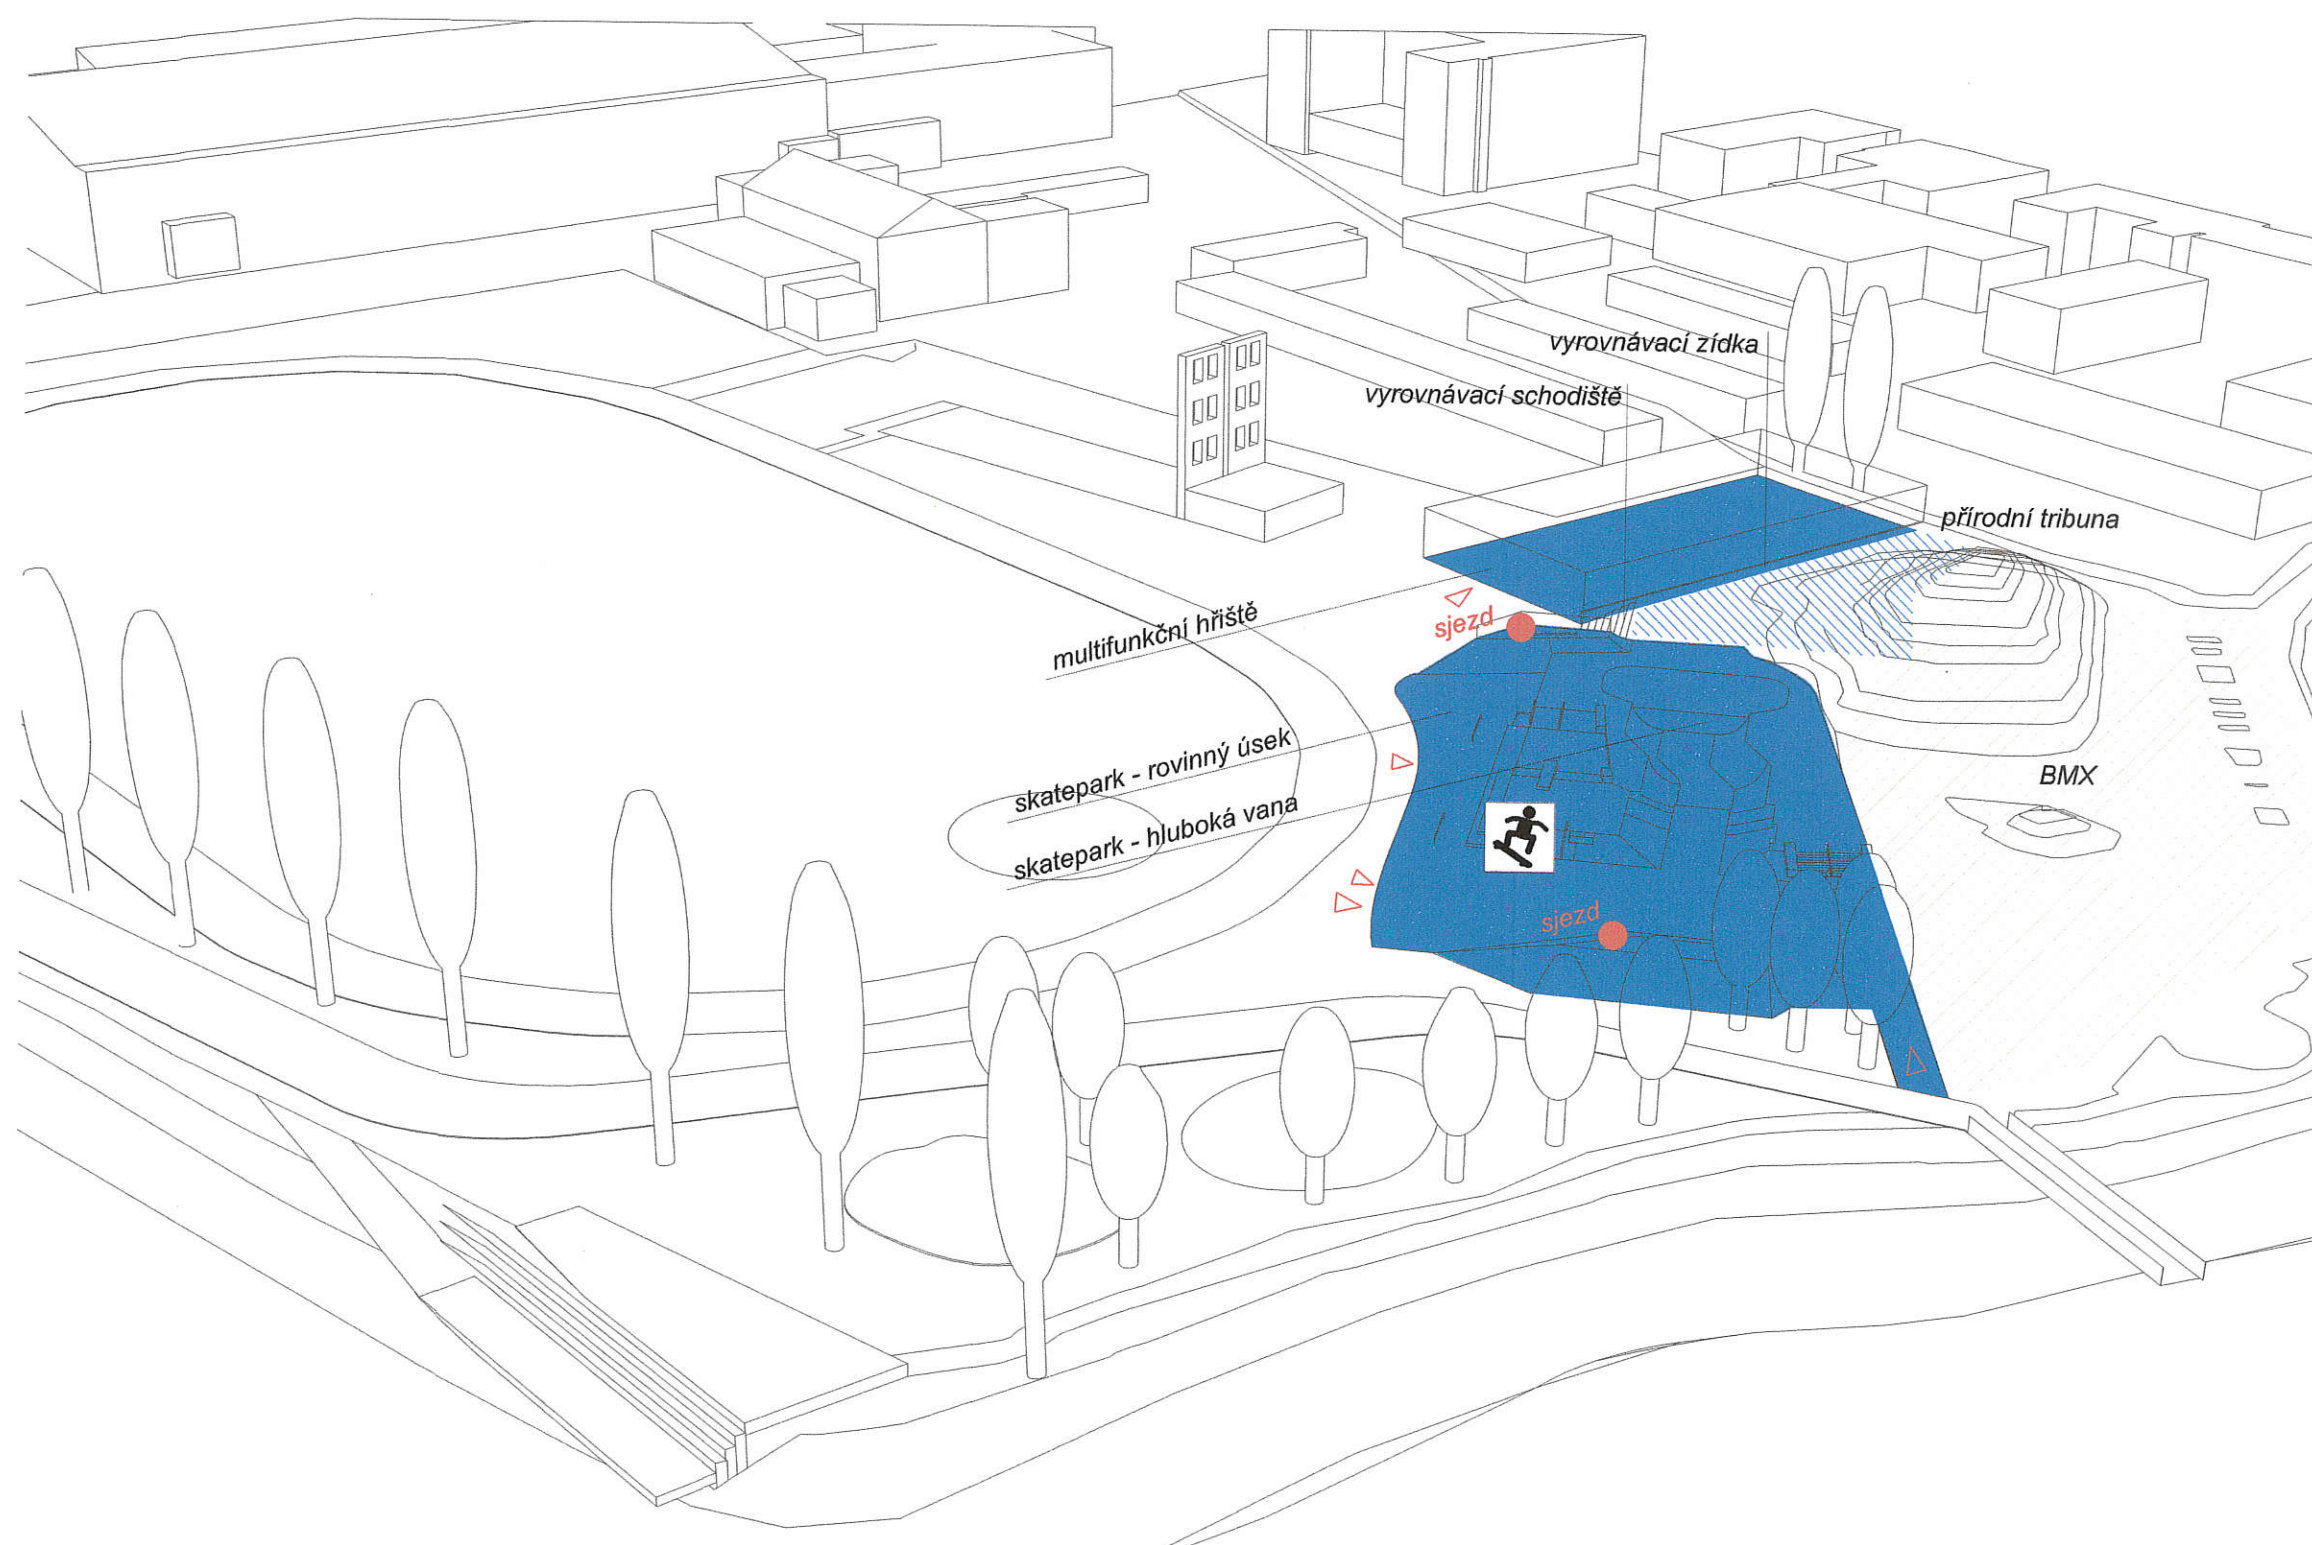 vyrovnávací zídka
vyrovnávací schodiště
přírodní tribuna
multifunkční hřiště
sjezd
skatepark - rovinný úsek
BMX
skatepark - hluboká vana
sjezd